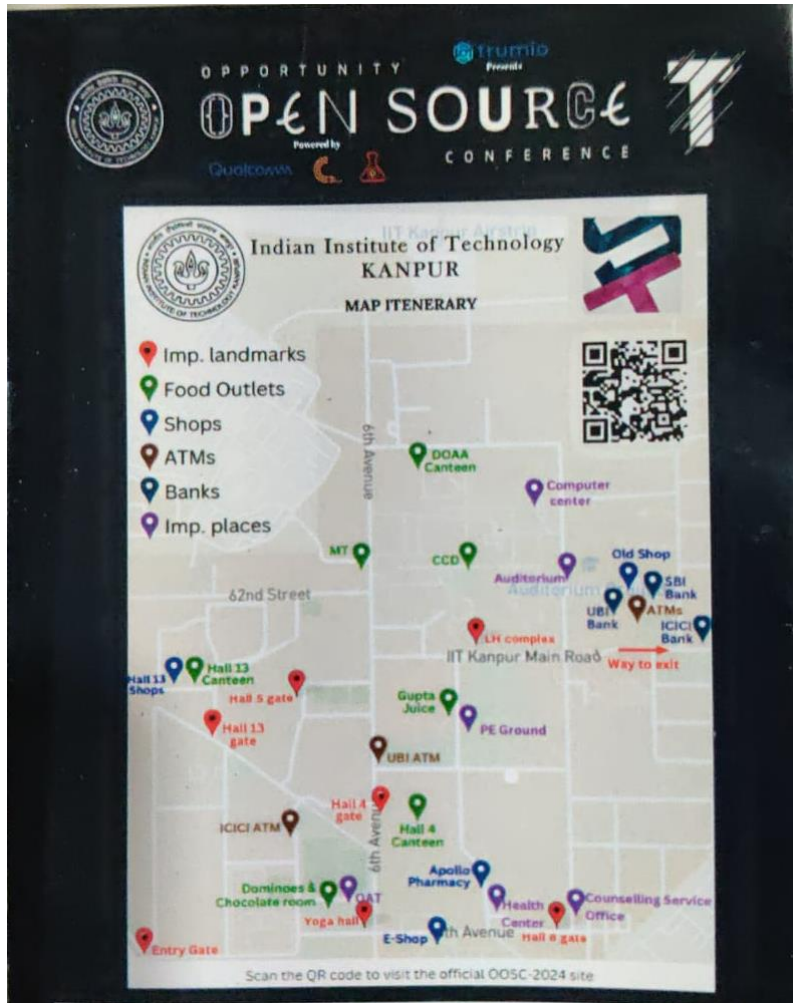 trumio
Presents
OPPORTUNITY
OPEN SOURCE
CONFERENCE
Powered by
Qualcomm
Indian Institute of Technology
KANPUR
MAP ITENERARY
Imp. landmarks
Food Outlets
Shops
ATMs
Banks
Imp. places
IIT Kanpur Airstrip
6th Avenue
DOAA
Canteen
Computer
center
MT
CCD
Auditorium
Old Shop
SBI
Bank
UBI
Bank
ATMs
ICICI
Bank
62nd Street
LH complex
IIT Kanpur Main Road
Way to exit
Hall 13
Shops
Hall 13
Canteen
Hall 5 gate
Hall 13
gate
Gupta
Juice
PE Ground
UBI ATM
Hall 4
gate
Hall 4
Canteen
ICICI ATM
6th Avenu
Apollo
Pharmacy
Dominoes &
Chocolate room
OAT
Yoga hall
Health
Center
Counselling Service
Office
E-Shop
th Avenue
Hall 8 gate
Entry Gate
Scan the QR code to visit the official OOSC-2024 site